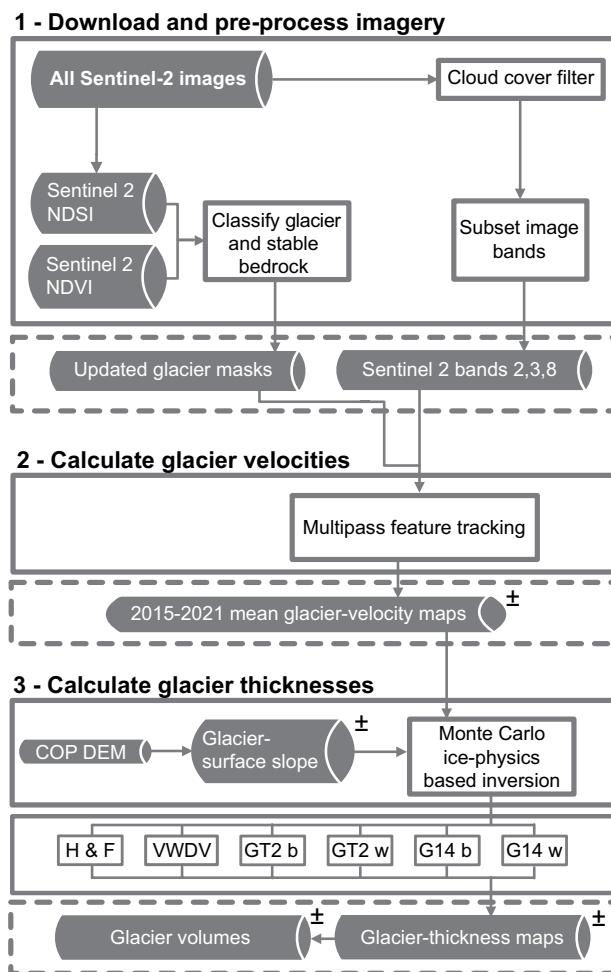 1 - Download and pre-process imagery
All Sentinel-2 images
Cloud cover filter
Sentinel 2
NDSI
Sentinel 2
NDVI
Classify glacier
and stable
bedrock
Subset image
bands
Updated glacier masks
Sentinel 2 bands 2,3,8
2 - Calculate glacier velocities
Multipass feature tracking
2015-2021 mean glacier-velocity maps
±
3 - Calculate glacier thicknesses
COP DEM
Glacier-
surface slope
±
Monte Carlo
ice-physics
based inversion
H & F
VWDV
GT2 b
GT2 w
G14 b
G14 w
Glacier volumes
±
Glacier-thickness maps
±